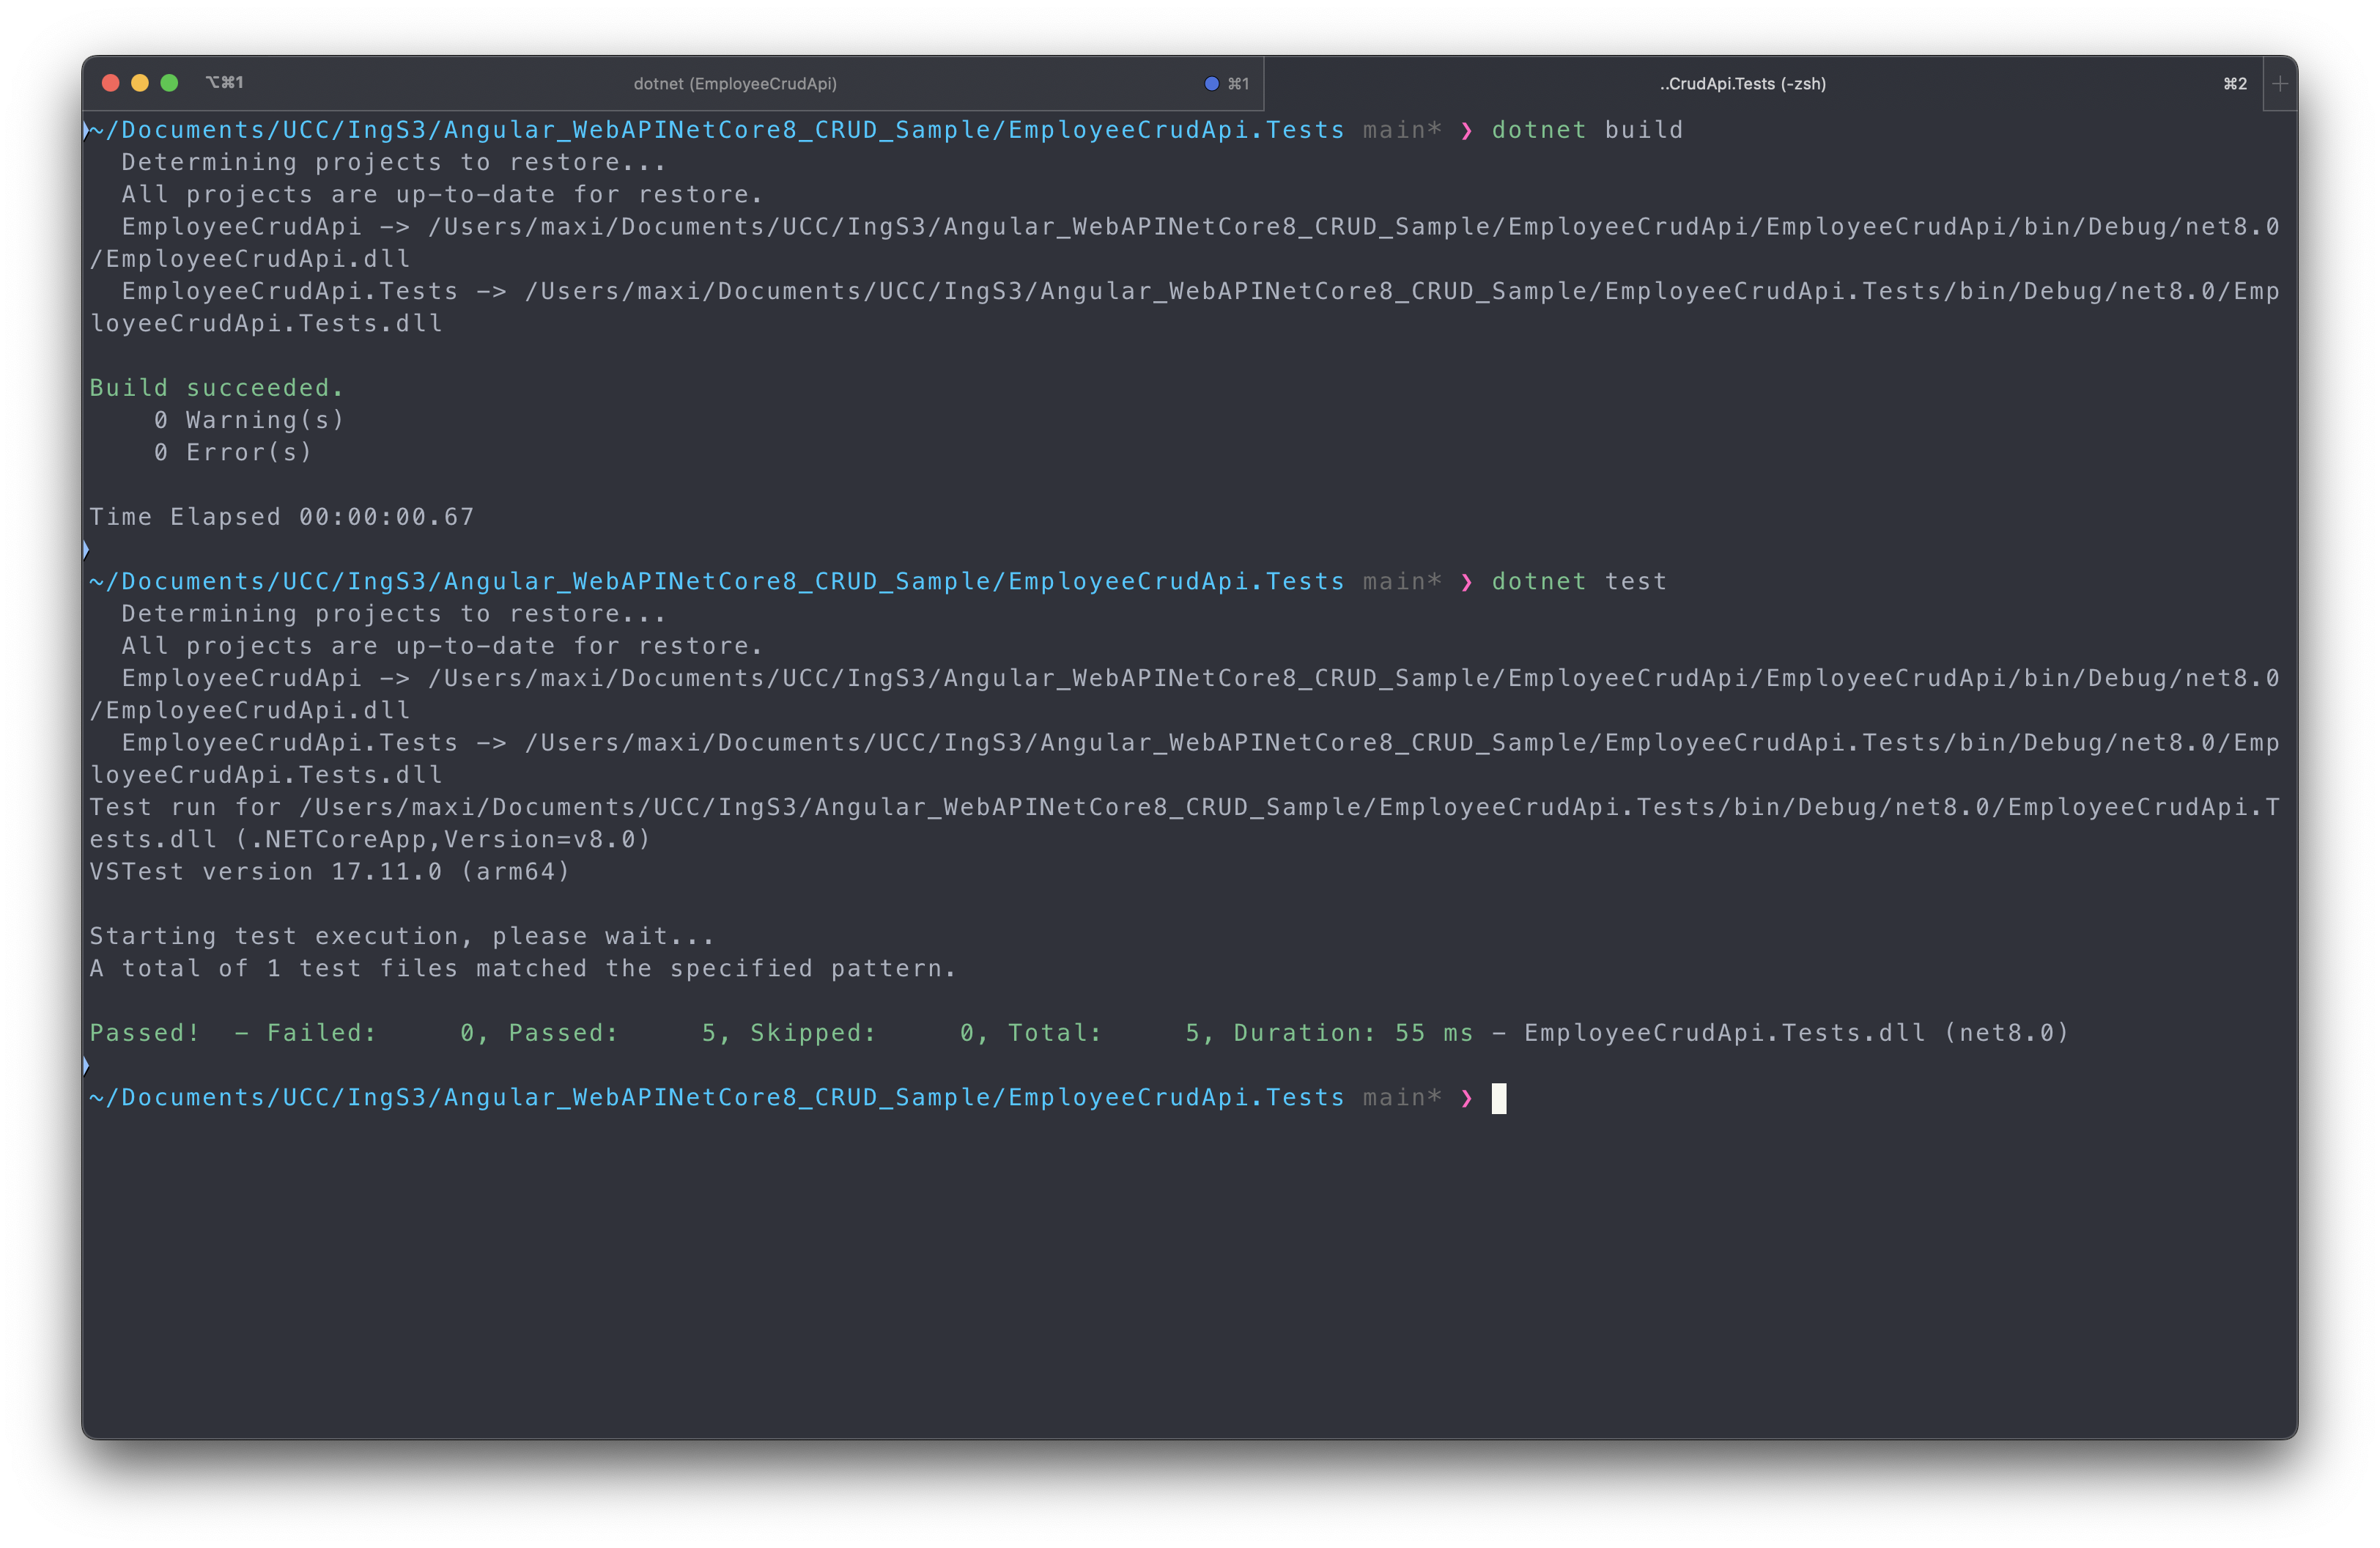 ⌥⌘1 dotnet (EmployeeCrudApi) ⌘1 ..CrudApi.Tests (-zsh) ⌘2 +
~/Documents/UCC/IngS3/Angular_WebAPINetCore8_CRUD_Sample/EmployeeCrudApi.Tests main* ❯ dotnet build
  Determining projects to restore...
  All projects are up-to-date for restore.
  EmployeeCrudApi -> /Users/maxi/Documents/UCC/IngS3/Angular_WebAPINetCore8_CRUD_Sample/EmployeeCrudApi/EmployeeCrudApi/bin/Debug/net8.0
/EmployeeCrudApi.dll
  EmployeeCrudApi.Tests -> /Users/maxi/Documents/UCC/IngS3/Angular_WebAPINetCore8_CRUD_Sample/EmployeeCrudApi.Tests/bin/Debug/net8.0/Emp
loyeeCrudApi.Tests.dll

Build succeeded.
    0 Warning(s)
    0 Error(s)

Time Elapsed 00:00:00.67

~/Documents/UCC/IngS3/Angular_WebAPINetCore8_CRUD_Sample/EmployeeCrudApi.Tests main* ❯ dotnet test
  Determining projects to restore...
  All projects are up-to-date for restore.
  EmployeeCrudApi -> /Users/maxi/Documents/UCC/IngS3/Angular_WebAPINetCore8_CRUD_Sample/EmployeeCrudApi/EmployeeCrudApi/bin/Debug/net8.0
/EmployeeCrudApi.dll
  EmployeeCrudApi.Tests -> /Users/maxi/Documents/UCC/IngS3/Angular_WebAPINetCore8_CRUD_Sample/EmployeeCrudApi.Tests/bin/Debug/net8.0/Emp
loyeeCrudApi.Tests.dll
Test run for /Users/maxi/Documents/UCC/IngS3/Angular_WebAPINetCore8_CRUD_Sample/EmployeeCrudApi.Tests/bin/Debug/net8.0/EmployeeCrudApi.T
ests.dll (.NETCoreApp,Version=v8.0)
VSTest version 17.11.0 (arm64)

Starting test execution, please wait...
A total of 1 test files matched the specified pattern.

Passed!  - Failed:     0, Passed:     5, Skipped:     0, Total:     5, Duration: 55 ms - EmployeeCrudApi.Tests.dll (net8.0)

~/Documents/UCC/IngS3/Angular_WebAPINetCore8_CRUD_Sample/EmployeeCrudApi.Tests main* ❯